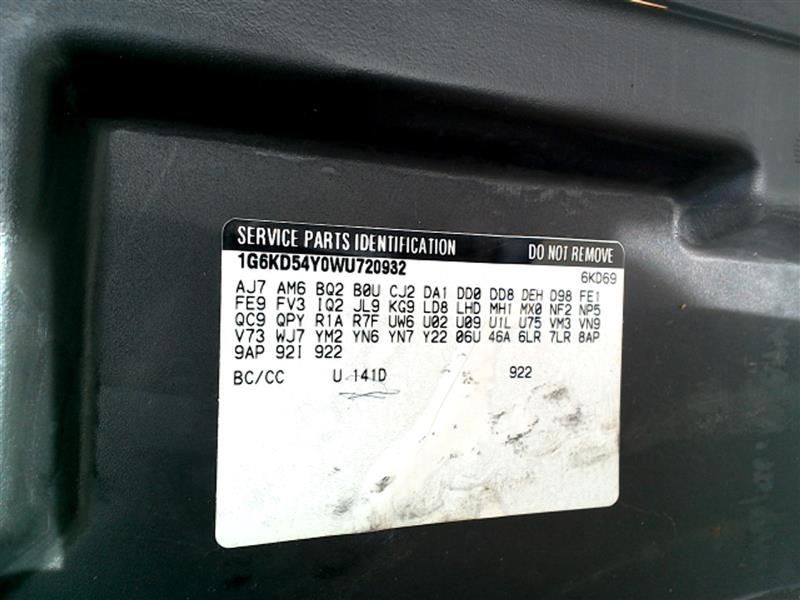 SERVICE PARTS IDENTIFICATION DO NOT REMOVE
1G6KD54Y0WU720932 6KD69
AJ7 AM6 BQ2 B0U CJ2 DA1 DD0 DD8 DEH D98 FE1
FE9 FV3 IQ2 JL9 KG9 LD8 LHD MH1 MX0 NF2 NP5
QC9 QPY R1A R7F UW6 U02 U09 U1L U75 VM3 VN9
V73 WJ7 YM2 YN6 YN7 Y22 06U 46A 6LR 7LR 8AP
9AP 92I 922
BC/CC U 141D 922